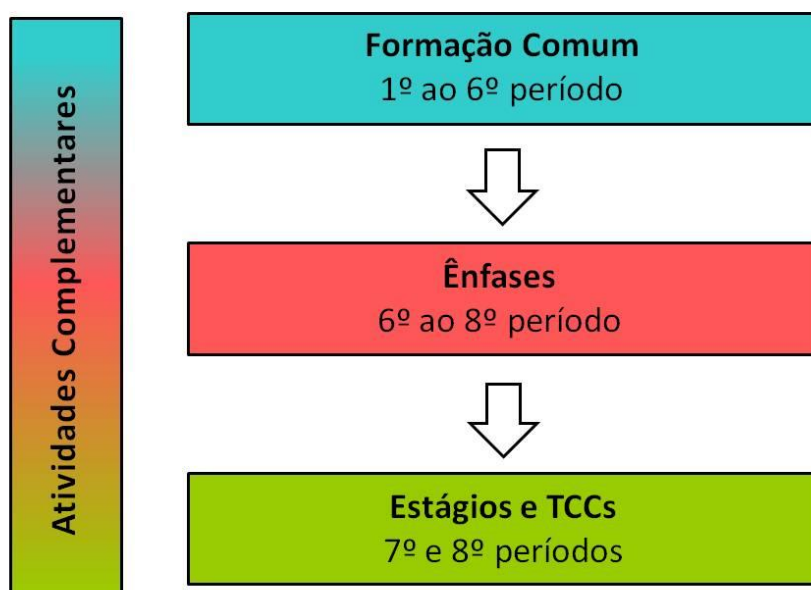 Atividades Complementares
Formação Comum
1º ao 6º período
Ênfases
6º ao 8º período
Estágios e TCCs
7º e 8º períodos